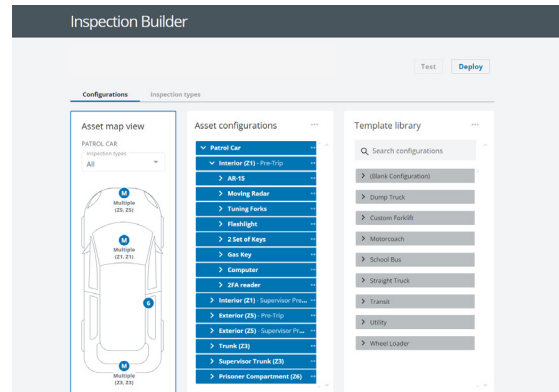 Inspection Builder
Test
Deploy
Configurations
Inspection types
Asset map view
PATROL CAR
Inspection types
All
M
Multiple
(Z5, Z5)
M
Multiple
(Z1, Z1)
6
M
Multiple
(Z3, Z3)
Asset configurations
Patrol Car
Interior (Z1) - Pre-Trip
AR-15
Moving Radar
Tuning Forks
Flashlight
2 Set of Keys
Gas Key
Computer
2FA reader
Interior (Z1) - Supervisor Pre...
Exterior (Z5) - Pre-Trip
Exterior (Z5) - Supervisor Pr...
Trunk (Z3)
Supervisor Trunk (Z3)
Prisoner Compartment (Z6)
Template library
Search configurations
(Blank Configuration)
Dump Truck
Custom Forklift
Motorcoach
School Bus
Straight Truck
Transit
Utility
Wheel Loader